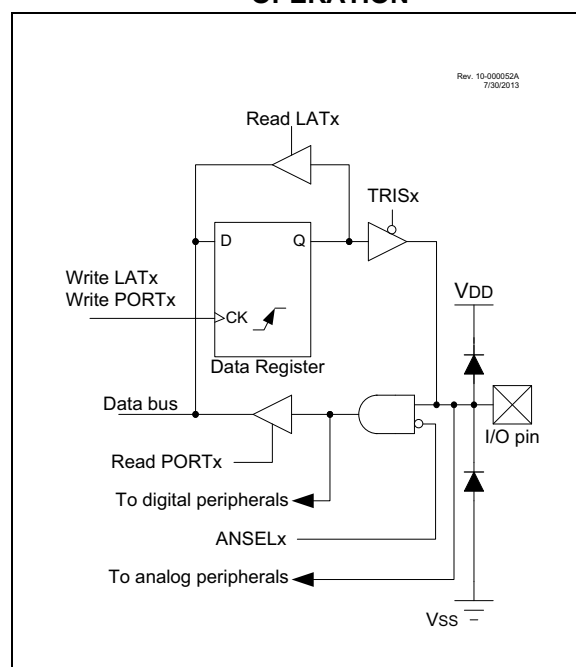 OPERATION
Rev. 10-000052A
7/30/2013
Read LATx
TRISx
D
Q
Write LATx
Write PORTx
CK
VDD
Data Register
Data bus
I/O pin
Read PORTx
To digital peripherals
ANSELx
To analog peripherals
VSS